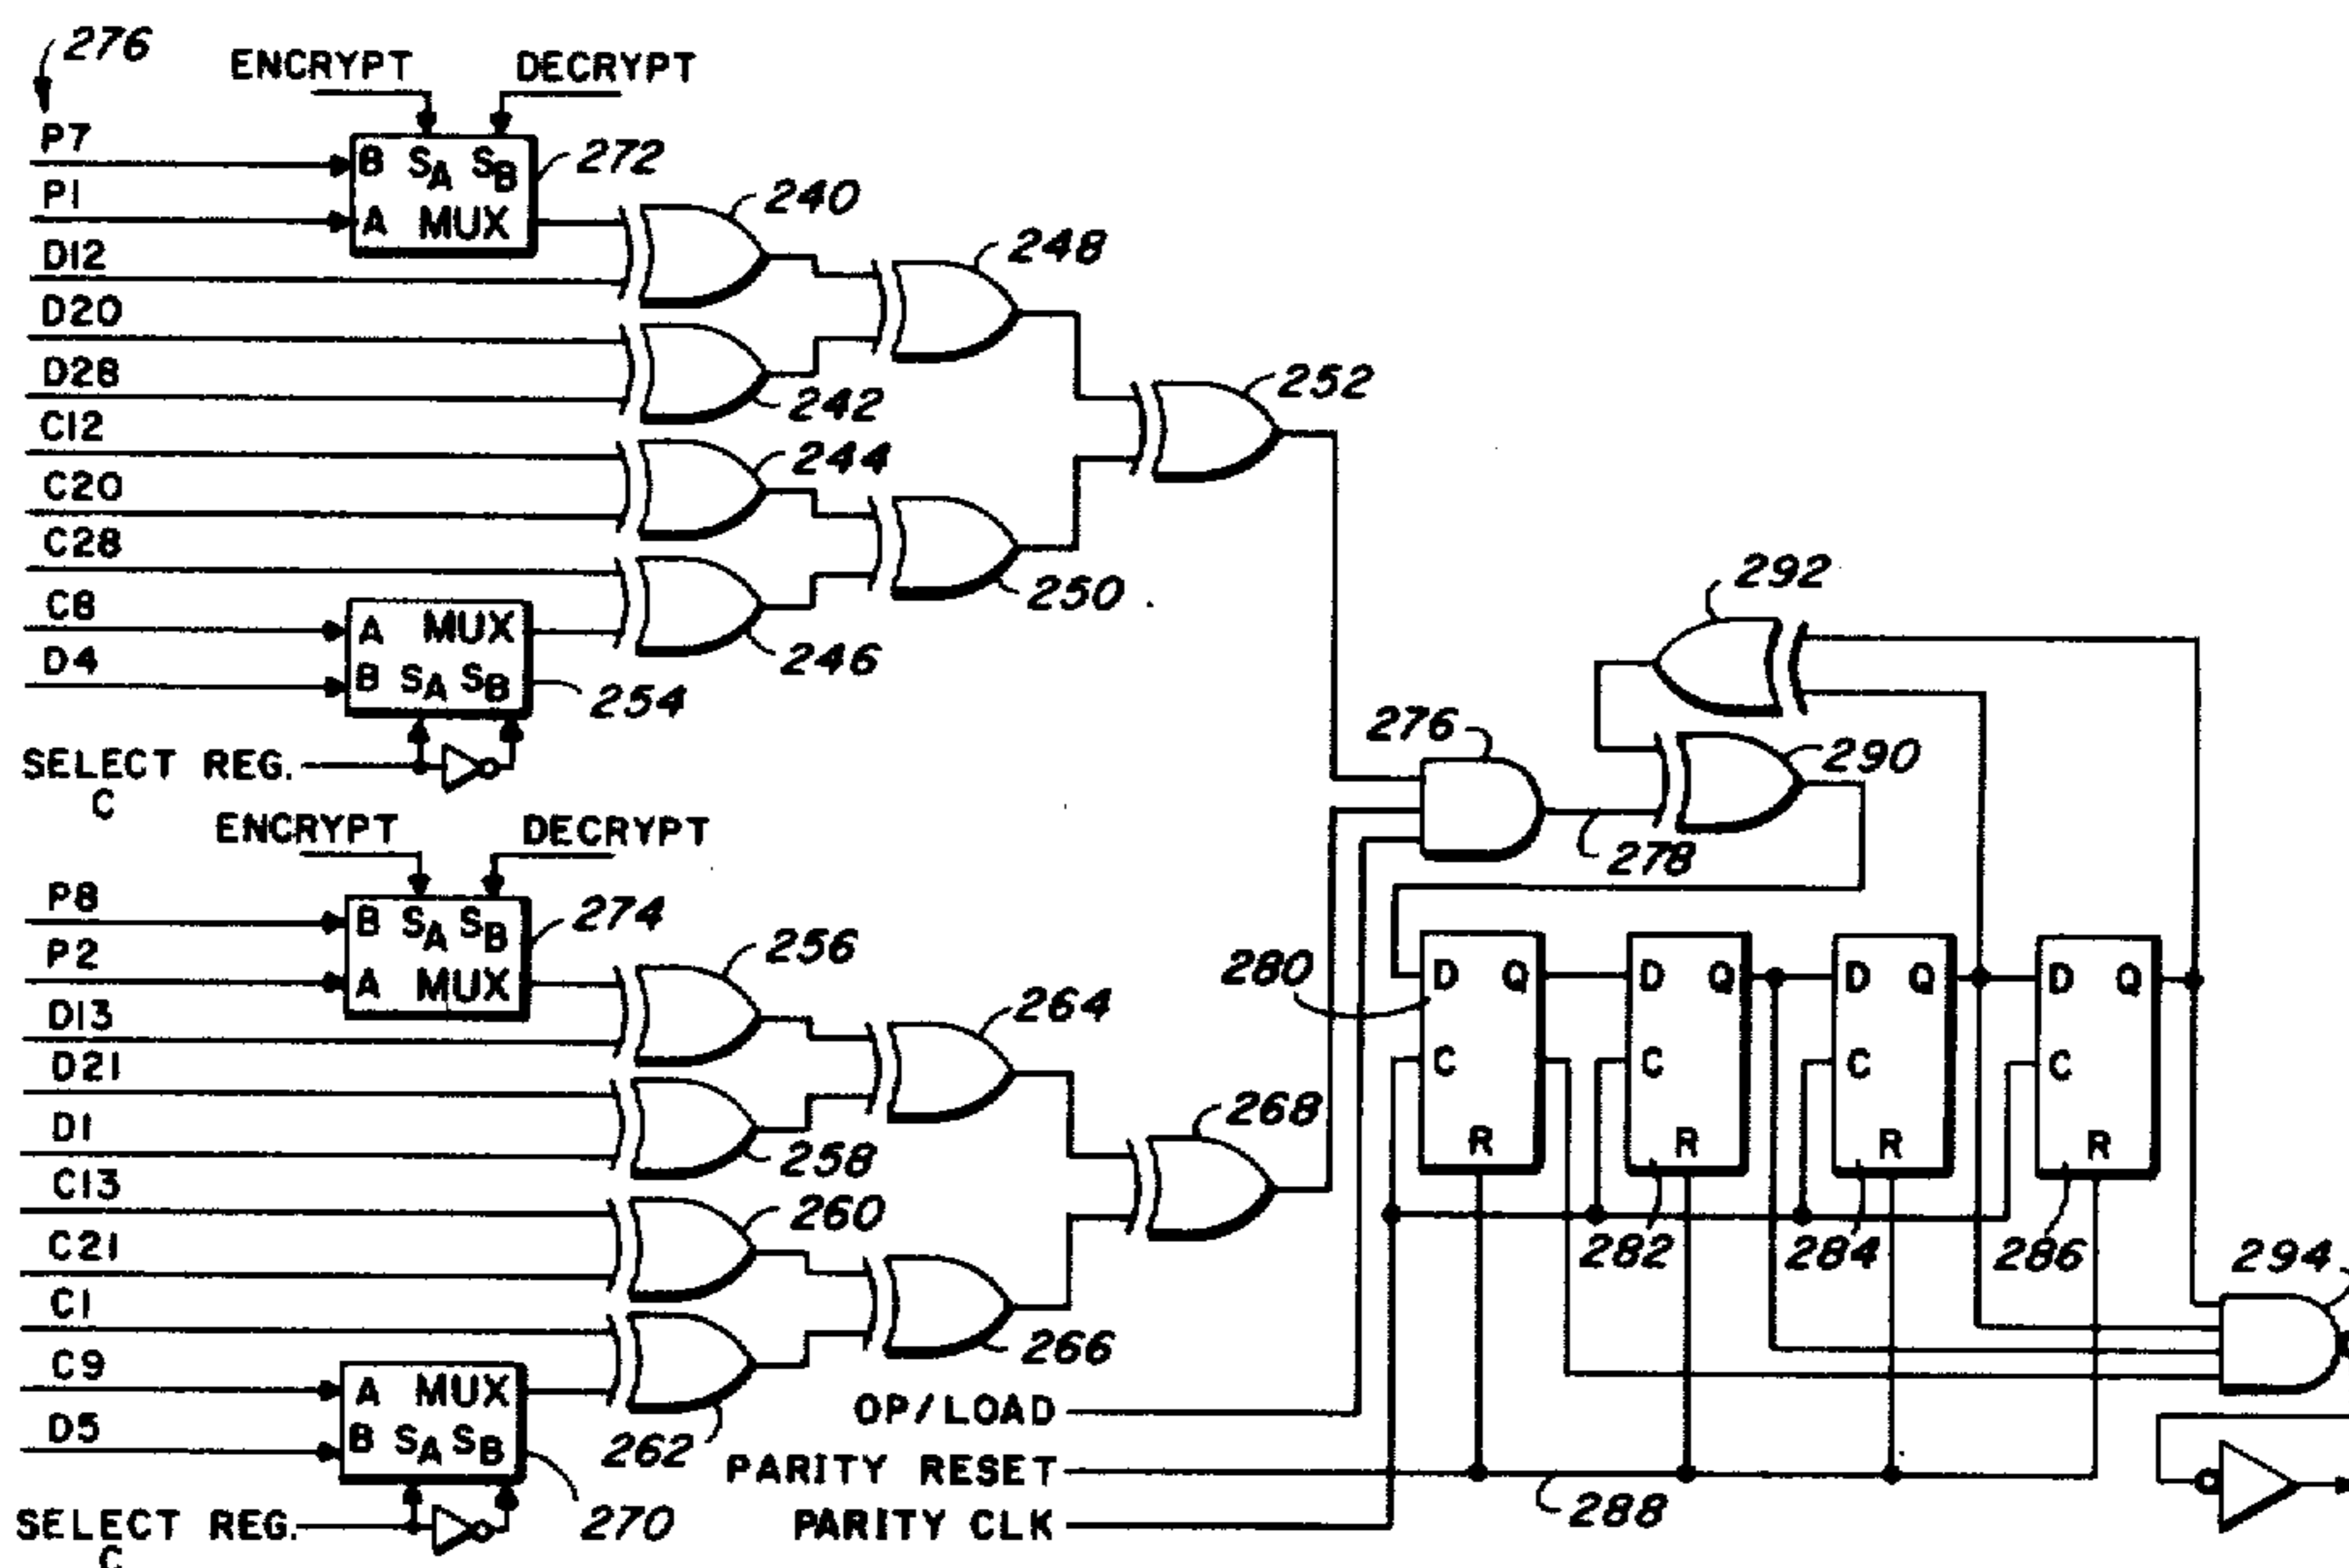 276
ENCRYPT DECRYPT
P7
B SA SB
272
P1
A MUX
240
D12
248
D20
D28
242
252
C12
244
C20
C28
250
C8
A MUX
246
D4
B SA SB
254
SELECT REG.
C
292
276
290
278
ENCRYPT DECRYPT
P8
B SA SB
274
P2
A MUX
256
D13
264
D21
D1
258
268
C13
260
C21
C1
266
C9
A MUX
262
D5
B SA SB
270
SELECT REG.
C
280
D Q D Q D Q D Q
C C C C
R R R R
282 284 286
294
OP/LOAD
PARITY RESET
288
PARITY CLK